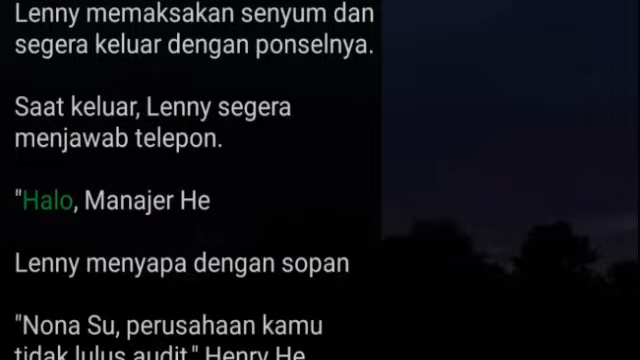 Lenny memaksakan senyum dan
segera keluar dengan ponselnya.
Saat keluar, Lenny segera
menjawab telepon.
"Halo, Manajer He
Lenny menyapa dengan sopan
"Nona Su, perusahaan kamu
tidak lulus audit," Henry He